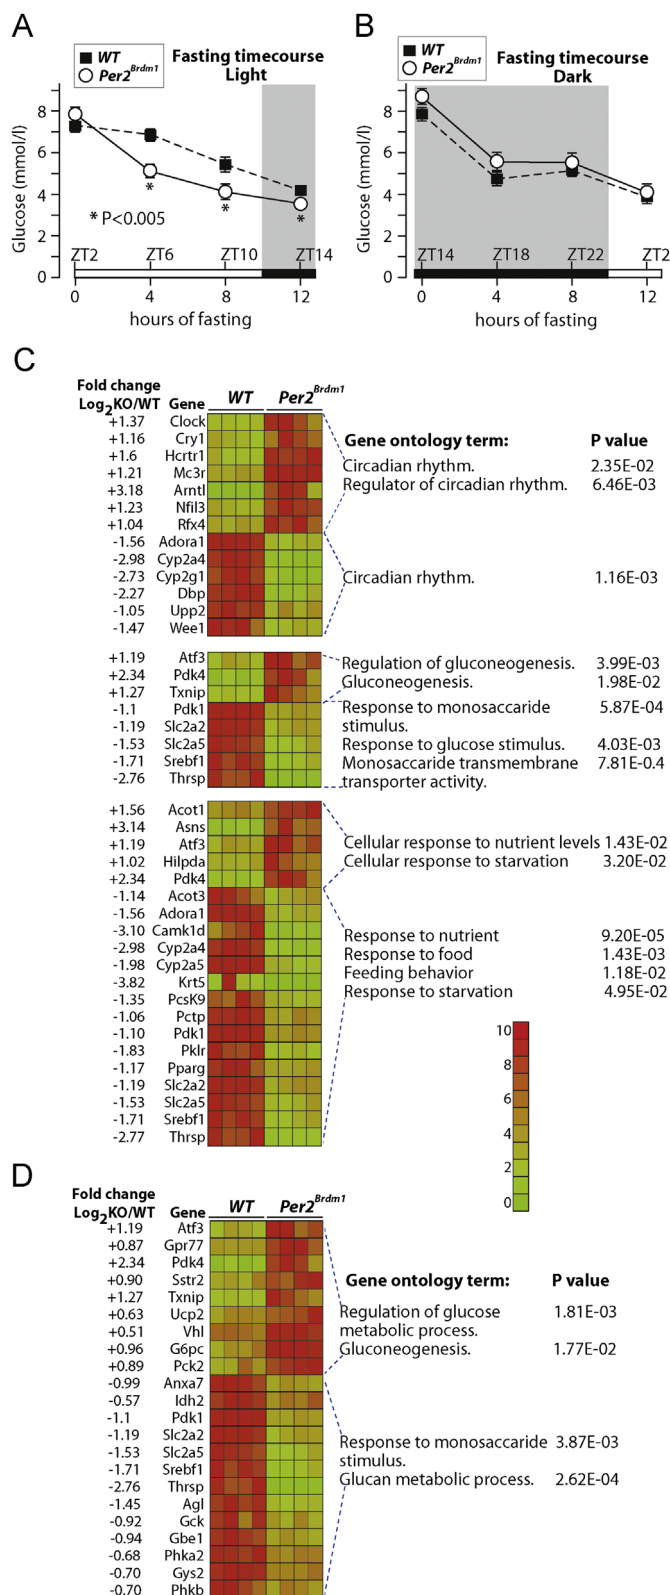 A
WT
Per2Brdm1
Fasting timecourse
Light
Glucose (mmol/l)
8
6
4
2
0
* P<0.005
*
*
*
ZT2 ZT6 ZT10 ZT14
0 4 8 12
hours of fasting
B
WT
Per2Brdm1
Fasting timecourse
Dark
Glucose (mmol/l)
8
6
4
2
0
ZT14 ZT18 ZT22 ZT2
0 4 8 12
hours of fasting
C
Fold change
Log2KO/WT Gene WT Per2Brdm1
+1.37 Clock
+1.16 Cry1
+1.6 Hcrtr1
+1.21 Mc3r
+3.18 Arntl
+1.23 Nfil3
+1.04 Rfx4
-1.56 Adora1
-2.98 Cyp2a4
-2.73 Cyp2g1
-2.27 Dbp
-1.05 Upp2
-1.47 Wee1
Gene ontology term: P value
Circadian rhythm. 2.35E-02
Regulator of circadian rhythm. 6.46E-03
Circadian rhythm. 1.16E-03
+1.19 Atf3
+2.34 Pdk4
+1.27 Txnip
-1.1 Pdk1
-1.19 Slc2a2
-1.53 Slc2a5
-1.71 Srebf1
-2.76 Thrsp
Regulation of gluconeogenesis. 3.99E-03
Gluconeogenesis. 1.98E-02
Response to monosaccaride 5.87E-04
stimulus.
Response to glucose stimulus. 4.03E-03
Monosaccaride transmembrane 7.81E-0.4
transporter activity.
+1.56 Acot1
+3.14 Asns
+1.19 Atf3
+1.02 Hilpda
+2.34 Pdk4
-1.14 Acot3
-1.56 Adora1
-3.10 Camk1d
-2.98 Cyp2a4
-1.98 Cyp2a5
-3.82 Krt5
-1.35 PcsK9
-1.06 Pctp
-1.10 Pdk1
-1.83 Pklr
-1.17 Pparg
-1.19 Slc2a2
-1.53 Slc2a5
-1.71 Srebf1
-2.77 Thrsp
Cellular response to nutrient levels 1.43E-02
Cellular response to starvation 3.20E-02
Response to nutrient 9.20E-05
Response to food 1.43E-03
Feeding behavior 1.18E-02
Response to starvation 4.95E-02
10
8
6
4
2
0
D
Fold change
Log2KO/WT Gene WT Per2Brdm1
+1.19 Atf3
+0.87 Gpr77
+2.34 Pdk4
+0.90 Sstr2
+1.27 Txnip
+0.63 Ucp2
+0.51 Vhl
+0.96 G6pc
+0.89 Pck2
-0.99 Anxa7
-0.57 Idh2
-1.1 Pdk1
-1.19 Slc2a2
-1.53 Slc2a5
-1.71 Srebf1
-2.76 Thrsp
-1.45 Agl
-0.92 Gck
-0.94 Gbe1
-0.68 Phka2
-0.70 Gys2
-0.70 Phkb
Gene ontology term: P value
Regulation of glucose 1.81E-03
metabolic process.
Gluconeogenesis. 1.77E-02
Response to monosaccaride 3.87E-03
stimulus.
Glucan metabolic process. 2.62E-04